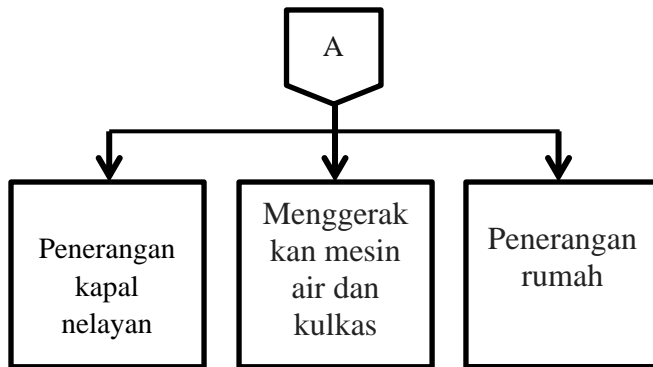 A
Penerangan
kapal
nelayan
Menggerak
kan mesin
air dan
kulkas
Penerangan
rumah